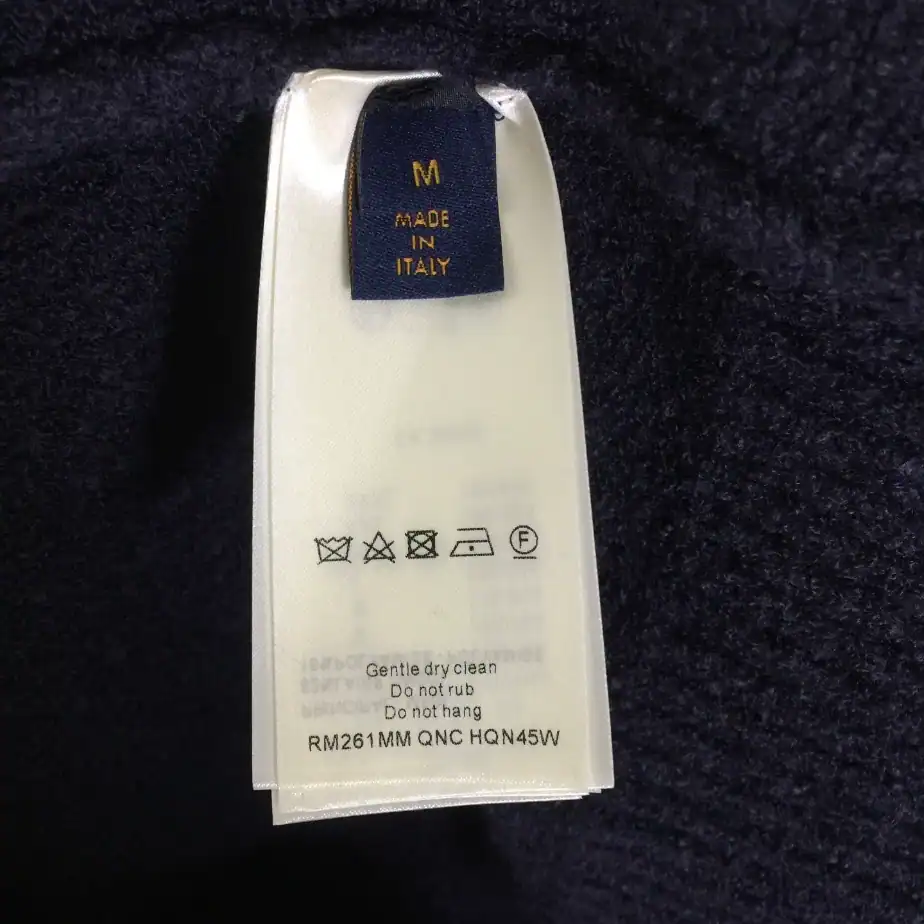 M
MADE
IN
ITALY
F
Gentle dry clean
Do not rub
Do not hang
RM261MM QNC HQN45W